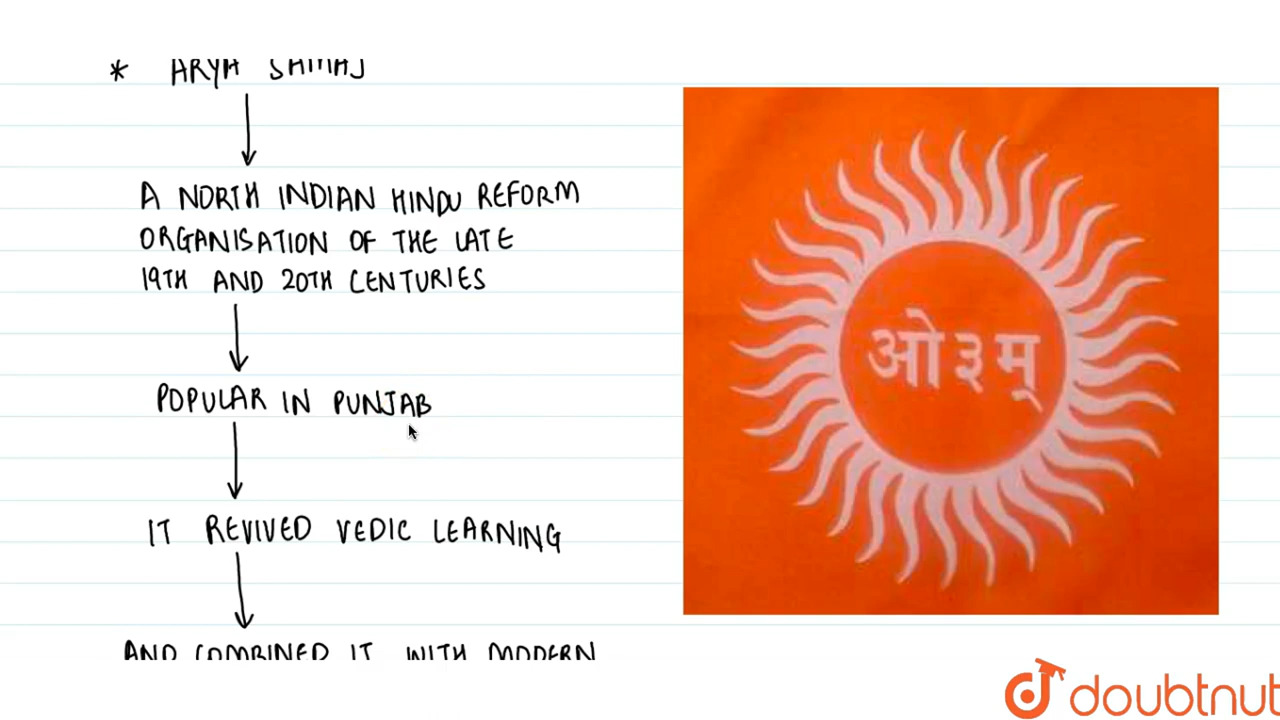 * ARYA SAMAJ
A NORTH INDIAN HINDU REFORM
ORGANISATION OF THE LATE
19TH AND 20TH CENTURIES
POPULAR IN PUNJAB
IT REVIVED VEDIC LEARNING
AND COMBINED IT WITH MODERN
ओ३म्
doubtnut